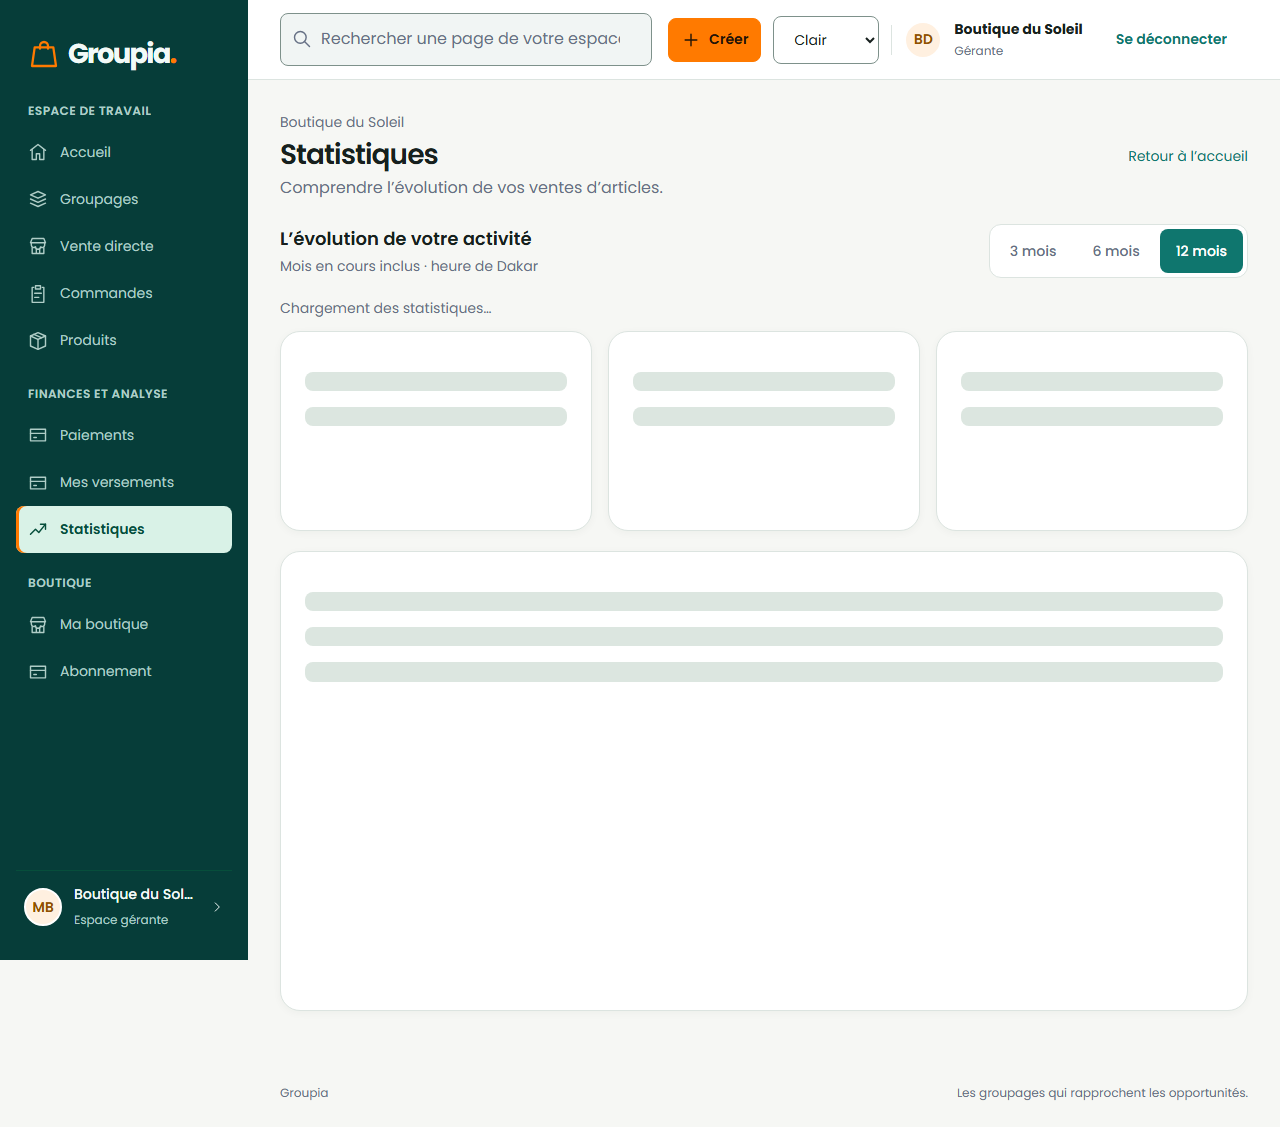 Groupia.
ESPACE DE TRAVAIL
Accueil
Groupages
Vente directe
Commandes
Produits
FINANCES ET ANALYSE
Paiements
Mes versements
Statistiques
BOUTIQUE
Ma boutique
Abonnement
MB
Boutique du Sol...
Espace gérante
Rechercher une page de votre espac
Créer
Clair
BD
Boutique du Soleil
Gérante
Se déconnecter
Boutique du Soleil
Statistiques
Retour à l’accueil
Comprendre l’évolution de vos ventes d’articles.
L’évolution de votre activité
Mois en cours inclus · heure de Dakar
3 mois
6 mois
12 mois
Chargement des statistiques…
Groupia
Les groupages qui rapprochent les opportunités.